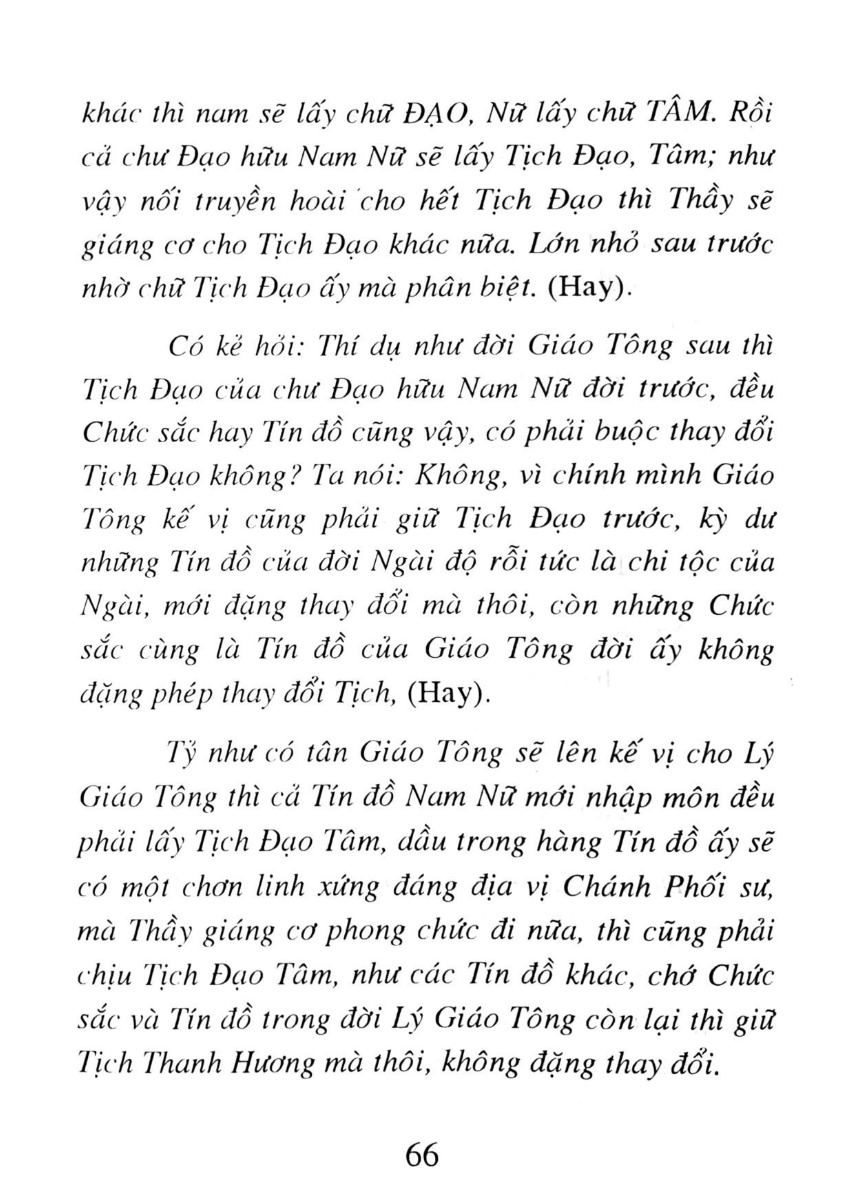 khác thì nam sẽ lấy chữ ĐẠO, Nữ lấy chữ TÂM. Rồi
cả chư Đạo hữu Nam Nữ sẽ lấy Tịch Đạo, Tâm; như
vậy nối truyền hoài cho hết Tịch Đạo thì Thầy sẽ
giáng cơ cho Tịch Đạo khác nữa. Lớn nhỏ sau trước
nhờ chữ Tịch Đạo ấy mà phân biệt. (Hay).
Có kẻ hỏi: Thí dụ như đời Giáo Tông sau thì
Tịch Đạo của chư Đạo hữu Nam Nữ đời trước, đều
Chức sắc hay Tín đồ cũng vậy, có phải buộc thay đổi
Tịch Đạo không? Ta nói: Không, vì chính mình Giáo
Tông kế vị cũng phải giữ Tịch Đạo trước, kỳ dư
những Tín đồ của đời Ngài độ rỗi tức là chi tộc của
Ngài, mới đặng thay đổi mà thôi, còn những Chức
sắc cùng là Tín đồ của Giáo Tông đời ấy không
đặng phép thay đổi Tịch, (Hay).
Tỷ như có tân Giáo Tông sẽ lên kế vị cho Lý
Giáo Tông thì cả Tín đồ Nam Nữ mới nhập môn đều
phải lấy Tịch Đạo Tâm, dầu trong hàng Tín đồ ấy sẽ
có một chơn linh xứng đáng địa vị Chánh Phối sư,
mà Thầy giáng cơ phong chức đi nữa, thì cũng phải
chịu Tịch Đạo Tâm, như các Tín đồ khác, chớ Chức
sắc và Tín đồ trong đời Lý Giáo Tông còn lại thì giữ
Tịch Thanh Hương mà thôi, không đặng thay đổi.
66